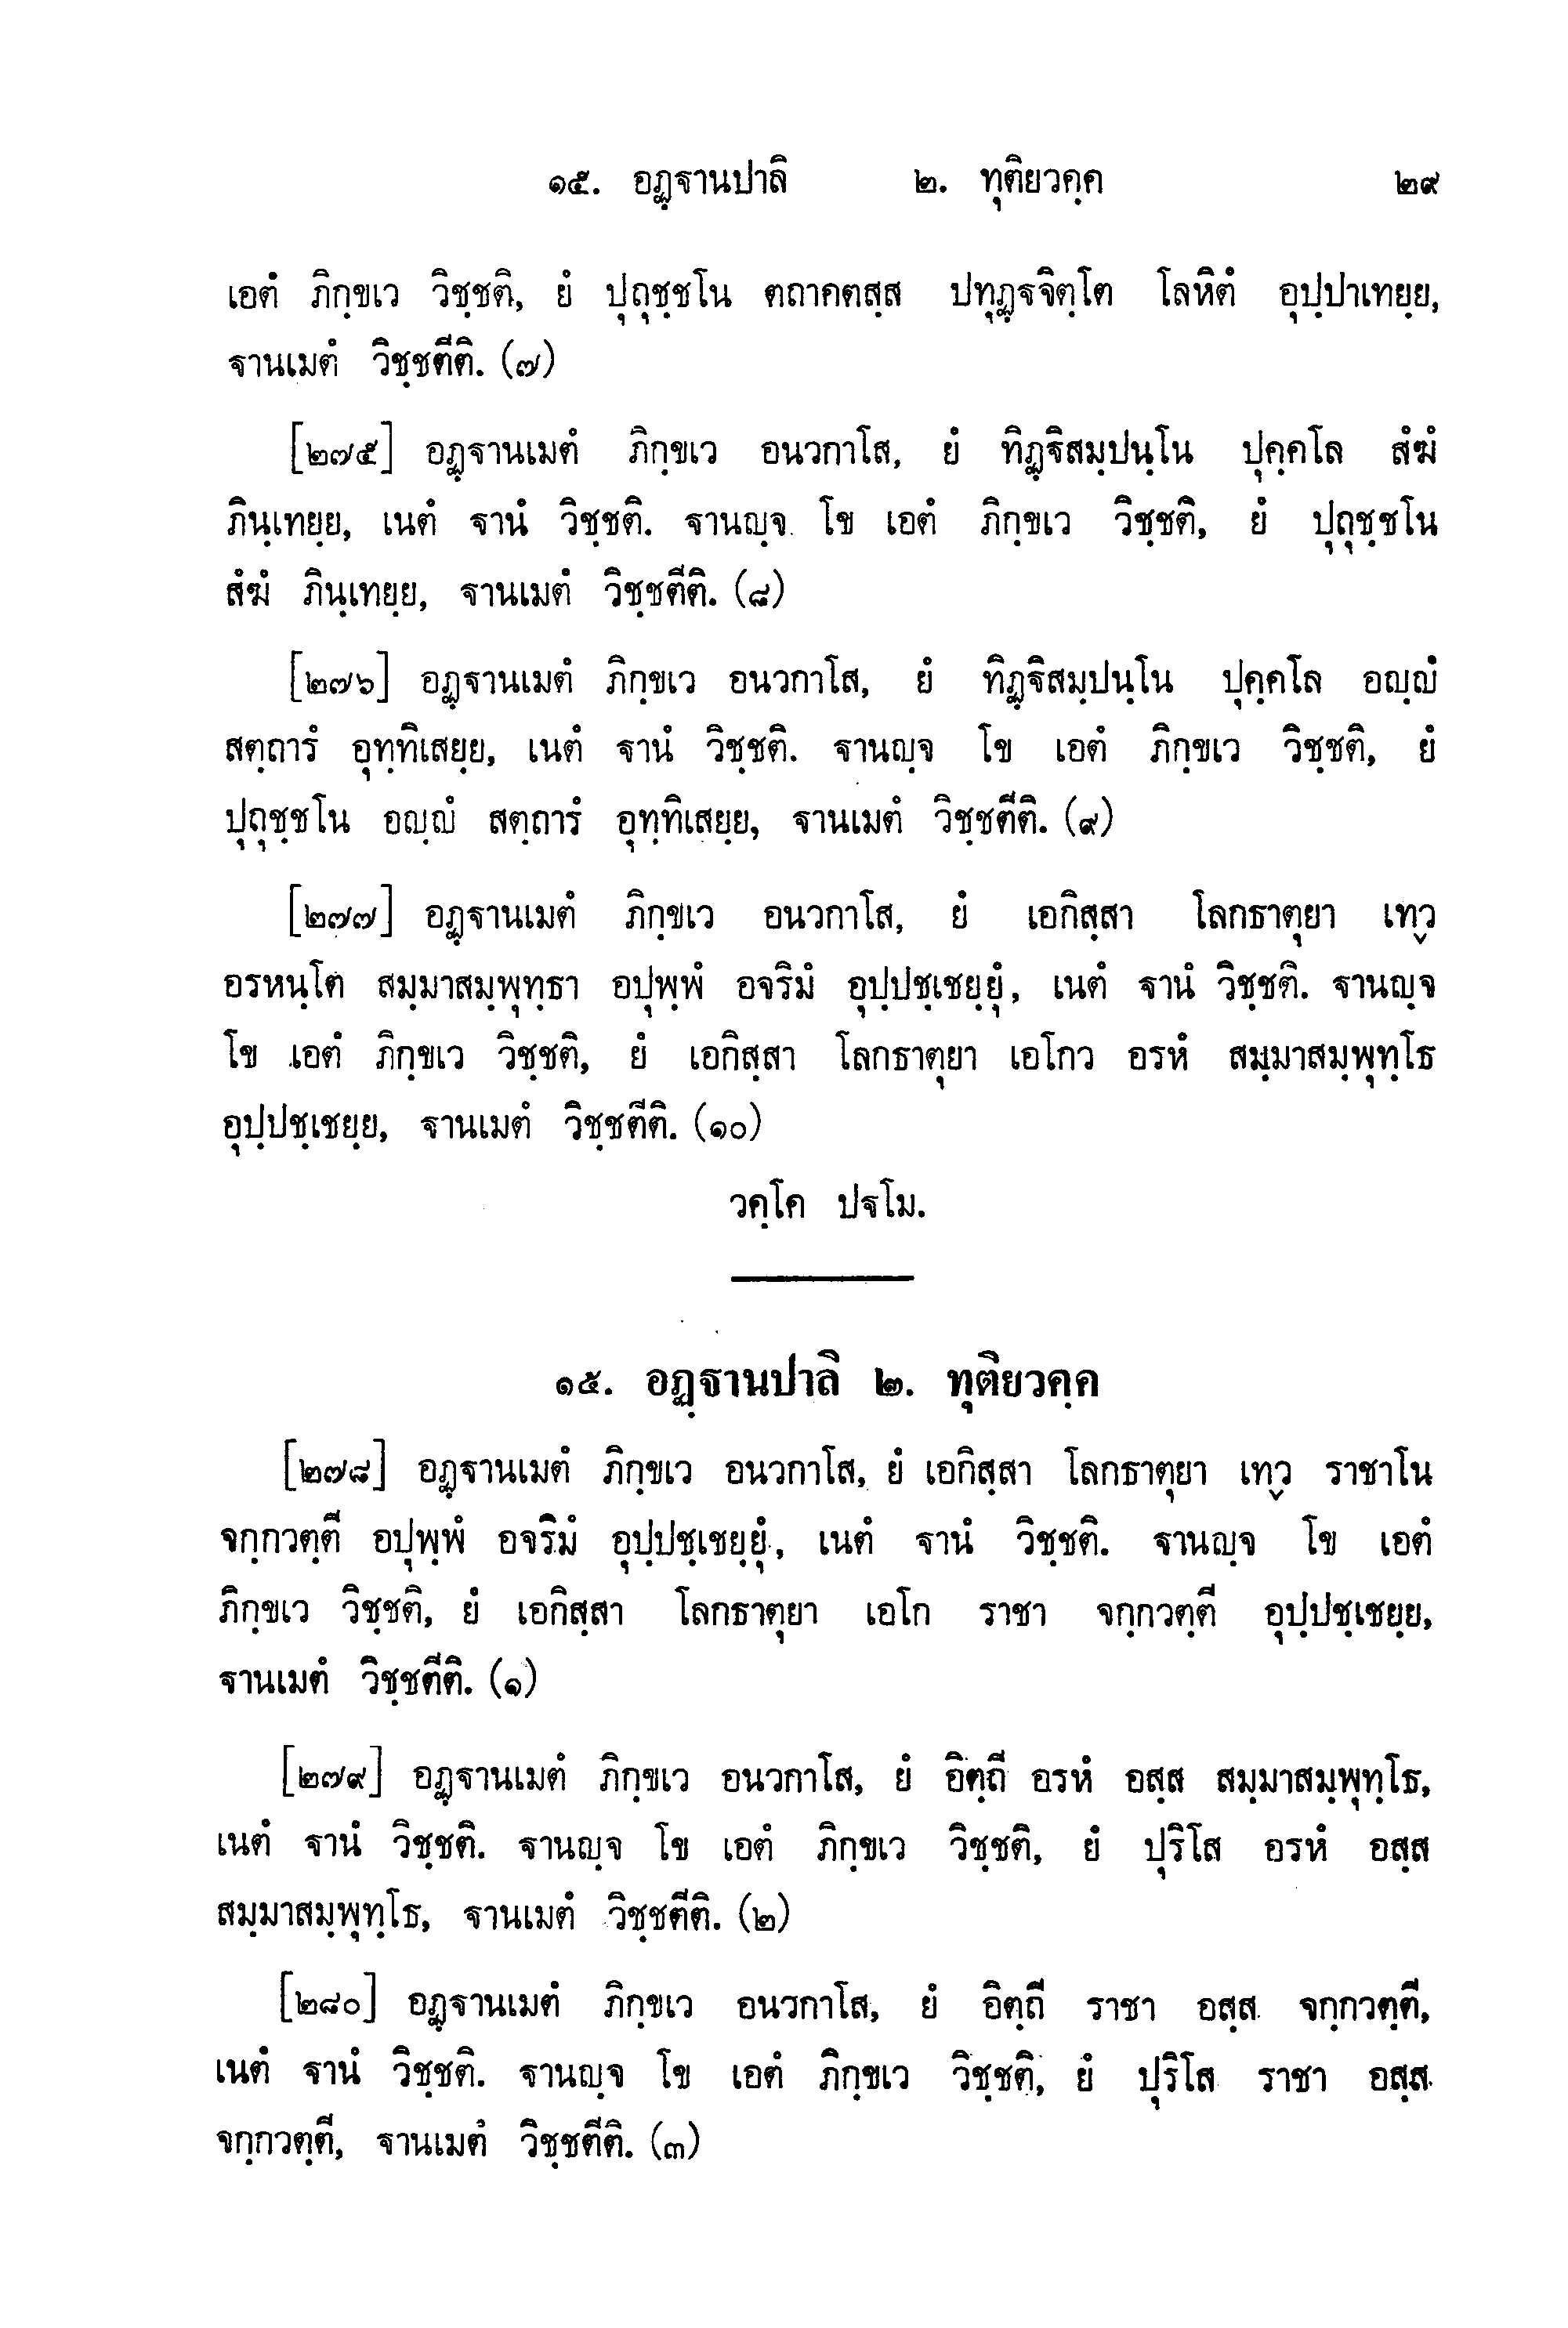 ๑๕. อฏฺฐานปาลิ ๒. ทุติยวคฺค ๒๙
เอตํ ภิกฺขเว วิชฺชติ, ยํ ปุถุชฺชโน ตถาคตสฺส ปทุฏฺฐจิตฺโต โลหิตํ อุปฺปาเทยฺย,
ฐานเมตํ วิชฺชตีติ. (๗)
[๒๗๕] อฏฺฐานเมตํ ภิกฺขเว อนวกาโส, ยํ ทิฏฺฐิสมฺปนฺโน ปุคฺคโล สํฆํ
ภินฺเทยฺย, เนตํ ฐานํ วิชฺชติ. ฐานญฺจ โข เอตํ ภิกฺขเว วิชฺชติ, ยํ ปุถุชฺชโน
สํฆํ ภินฺเทยฺย, ฐานเมตํ วิชฺชตีติ. (๘)
[๒๗๖] อฏฺฐานเมตํ ภิกฺขเว อนวกาโส, ยํ ทิฏฺฐิสมฺปนฺโน ปุคฺคโล อญฺญํ
สตฺถารํ อุทฺทิเสยฺย, เนตํ ฐานํ วิชฺชติ. ฐานญฺจ โข เอตํ ภิกฺขเว วิชฺชติ, ยํ
ปุถุชฺชโน อญฺญํ สตฺถารํ อุทฺทิเสยฺย, ฐานเมตํ วิชฺชตีติ. (๙)
[๒๗๗] อฏฺฐานเมตํ ภิกฺขเว อนวกาโส, ยํ เอกิสฺสา โลกธาตุยา เทฺว
อรหนฺโต สมฺมาสมฺพุทฺธา อปุพฺพํ อจริมํ อุปฺปชฺเชยฺยุํ, เนตํ ฐานํ วิชฺชติ. ฐานญฺจ
โข เอตํ ภิกฺขเว วิชฺชติ, ยํ เอกิสฺสา โลกธาตุยา เอโกว อรหํ สมฺมาสมฺพุทฺโธ
อุปฺปชฺเชยฺย, ฐานเมตํ วิชฺชตีติ. (๑๐)
วคฺโค ปฐโม.
๑๕. อฏฺฐานปาลิ ๒. ทุติยวคฺค
[๒๗๘] อฏฺฐานเมตํ ภิกฺขเว อนวกาโส, ยํ เอกิสฺสา โลกธาตุยา เทฺว ราชาโน
จกฺกวตฺตี อปุพฺพํ อจริมํ อุปฺปชฺเชยฺยุํ, เนตํ ฐานํ วิชฺชติ. ฐานญฺจ โข เอตํ
ภิกฺขเว วิชฺชติ, ยํ เอกิสฺสา โลกธาตุยา เอโก ราชา จกฺกวตฺตี อุปฺปชฺเชยฺย,
ฐานเมตํ วิชฺชตีติ. (๑)
[๒๗๙] อฏฺฐานเมตํ ภิกฺขเว อนวกาโส, ยํ อิตฺถี อรหํ อสฺส สมฺมาสมฺพุทฺโธ,
เนตํ ฐานํ วิชฺชติ. ฐานญฺจ โข เอตํ ภิกฺขเว วิชฺชติ, ยํ ปุริโส อรหํ อสฺส
สมฺมาสมฺพุทฺโธ, ฐานเมตํ วิชฺชตีติ. (๒)
[๒๘๐] อฏฺฐานเมตํ ภิกฺขเว อนวกาโส, ยํ อิตฺถี ราชา อสฺส จกฺกวตฺตี,
เนตํ ฐานํ วิชฺชติ. ฐานญฺจ โข เอตํ ภิกฺขเว วิชฺชติ, ยํ ปุริโส ราชา อสฺส
จกฺกวตฺตี, ฐานเมตํ วิชฺชตีติ. (๓)